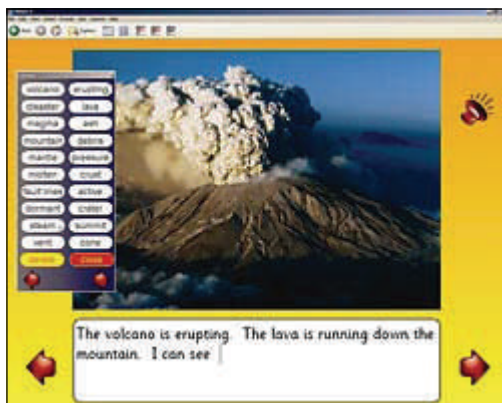 volcano erupting
disaster lava
magma ash
mountain debris
mantle pressure
molten crust
fault lines active
dormant crater
steam summit
vent cone
The volcano is erupting. The lava is running down the
mountain. I can see